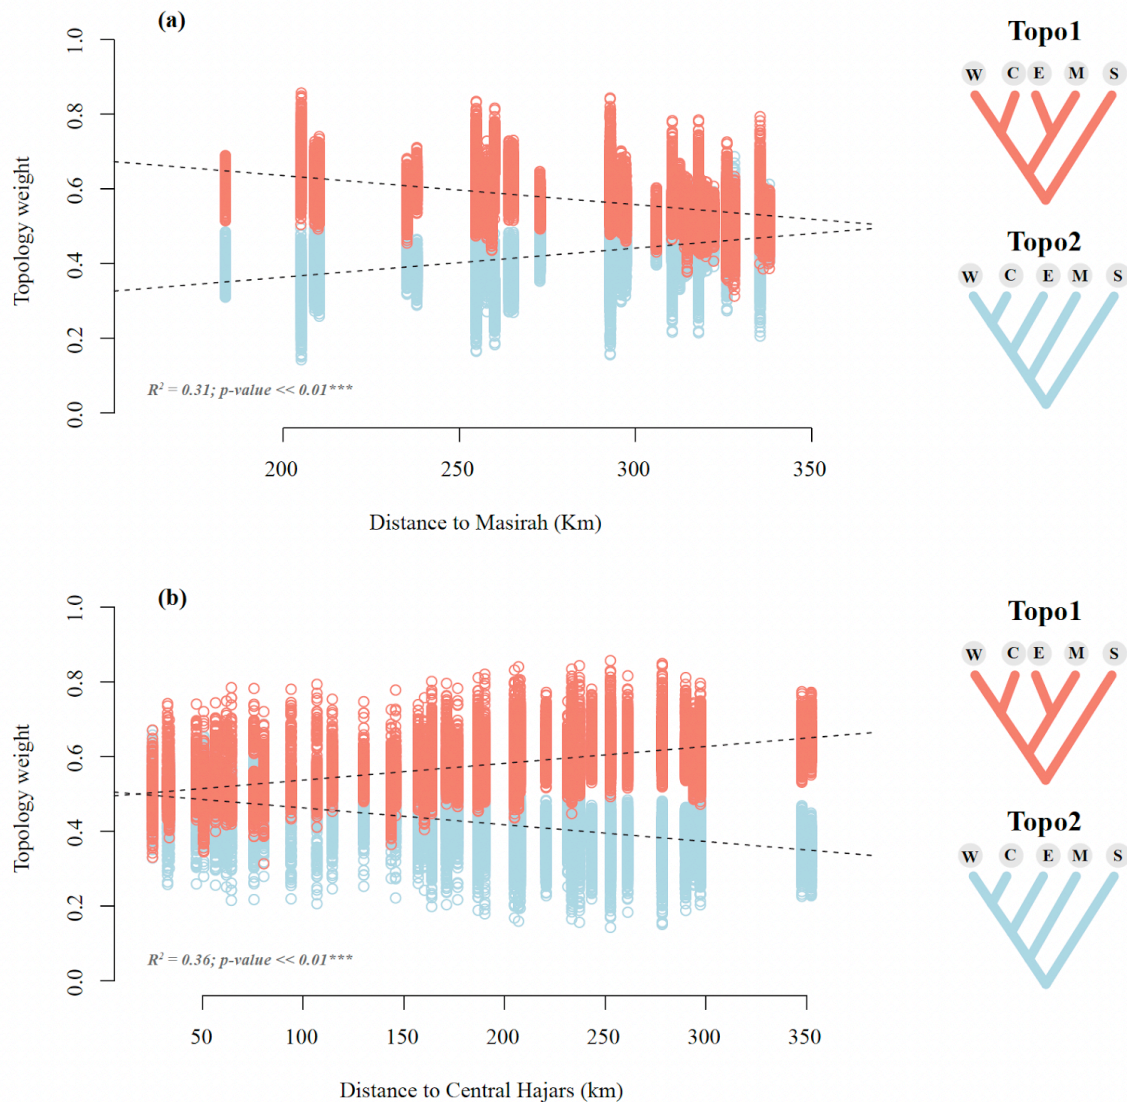 (a)
1.0
0.8
0.6
0.4
0.2
0.0
Topology weight
R² = 0.31; p-value << 0.01***
200 250 300 350
Distance to Masirah (Km)
Topo1
W C E M S
Topo2
W C E M S
(b)
1.0
0.8
0.6
0.4
0.2
0.0
Topology weight
R² = 0.36; p-value << 0.01***
50 100 150 200 250 300 350
Distance to Central Hajars (km)
Topo1
W C E M S
Topo2
W C E M S